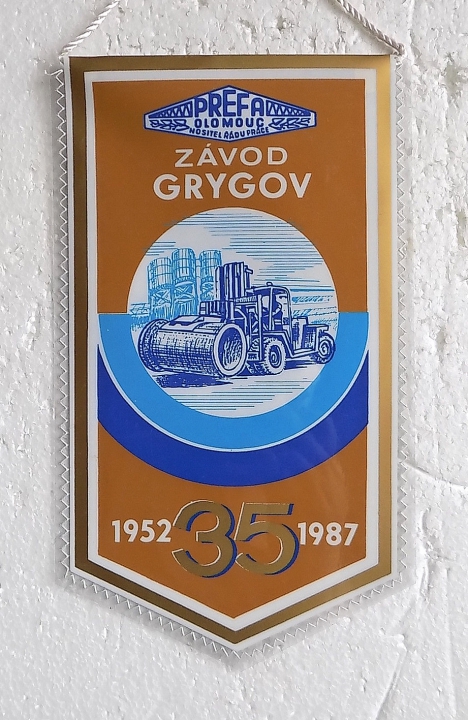 PREFA
OLOMOUC
NOSITEL ŘÁDU PRÁCE
ZÁVOD
GRYGOV
1952 35 1987